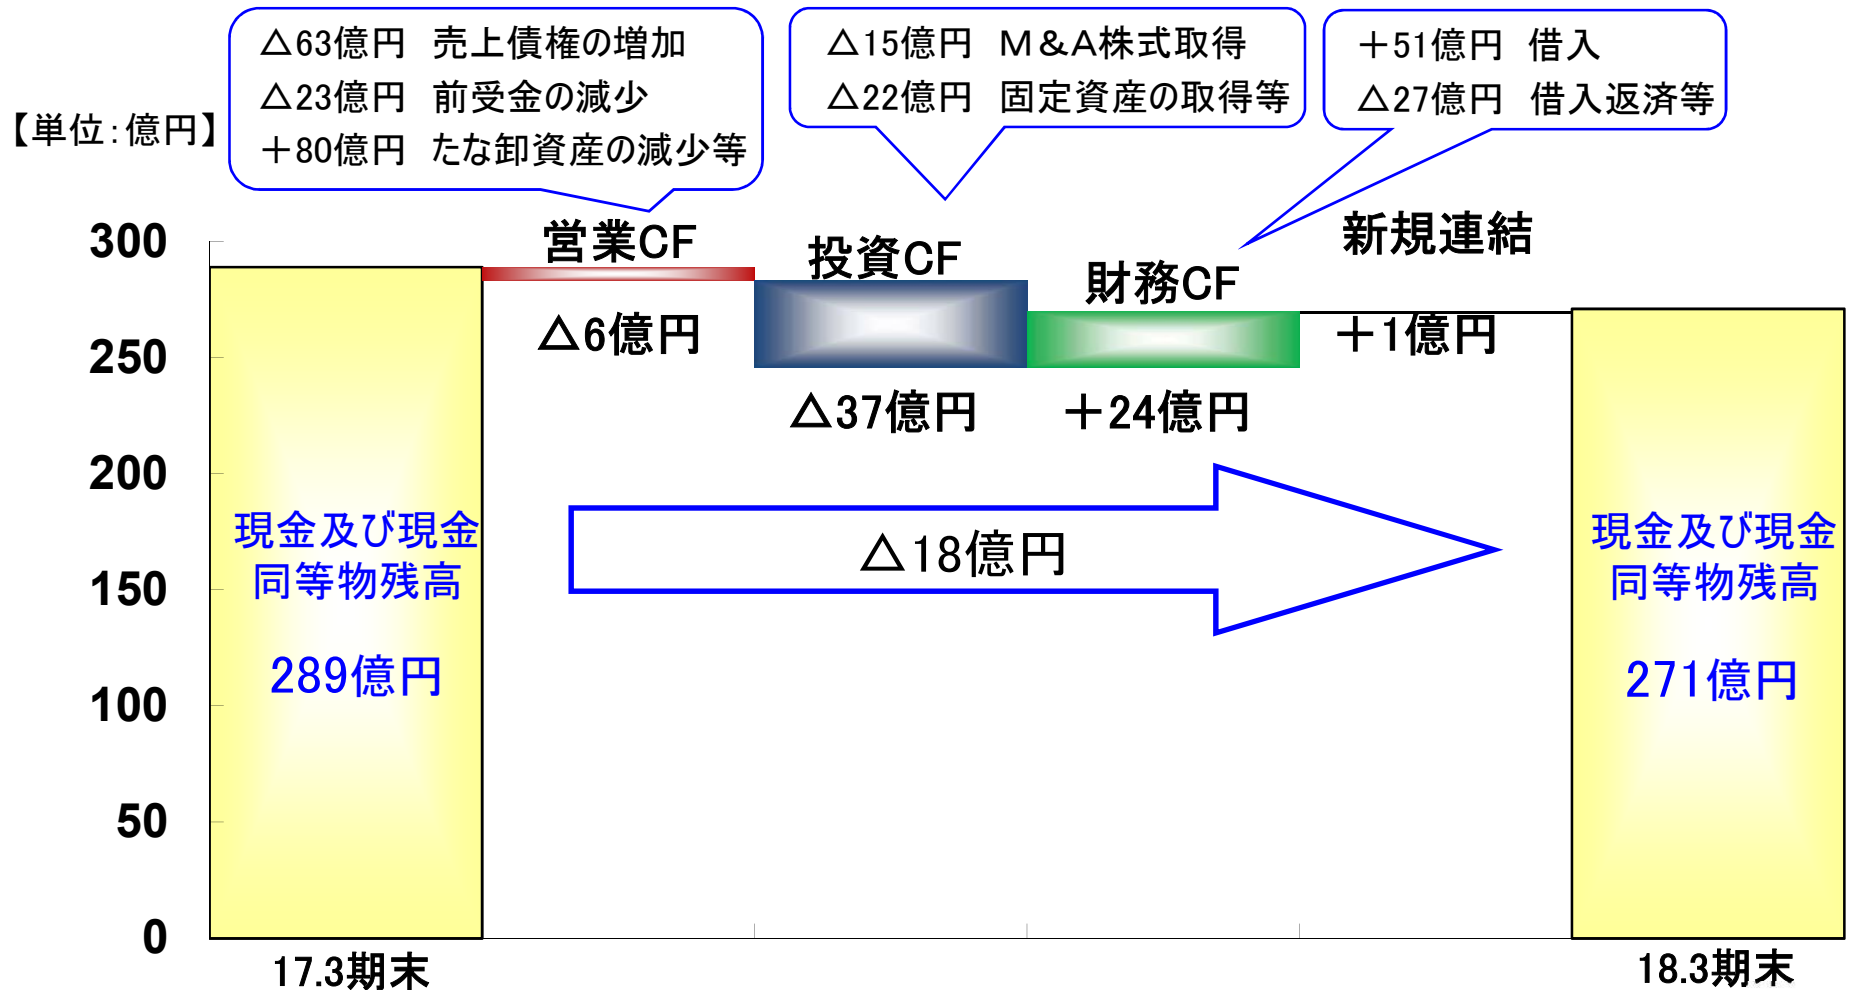 △63億円 売上債権の増加
△23億円 前受金の減少
＋80億円 たな卸資産の減少等
△15億円 M＆A株式取得
△22億円 固定資産の取得等
＋51億円 借入
△27億円 借入返済等
【単位：億円】
300
250
200
150
100
50
0
営業CF
△6億円
投資CF
△37億円
財務CF
＋24億円
新規連結
＋1億円
△18億円
現金及び現金
同等物残高
289億円
現金及び現金
同等物残高
271億円
17.3期末
18.3期末